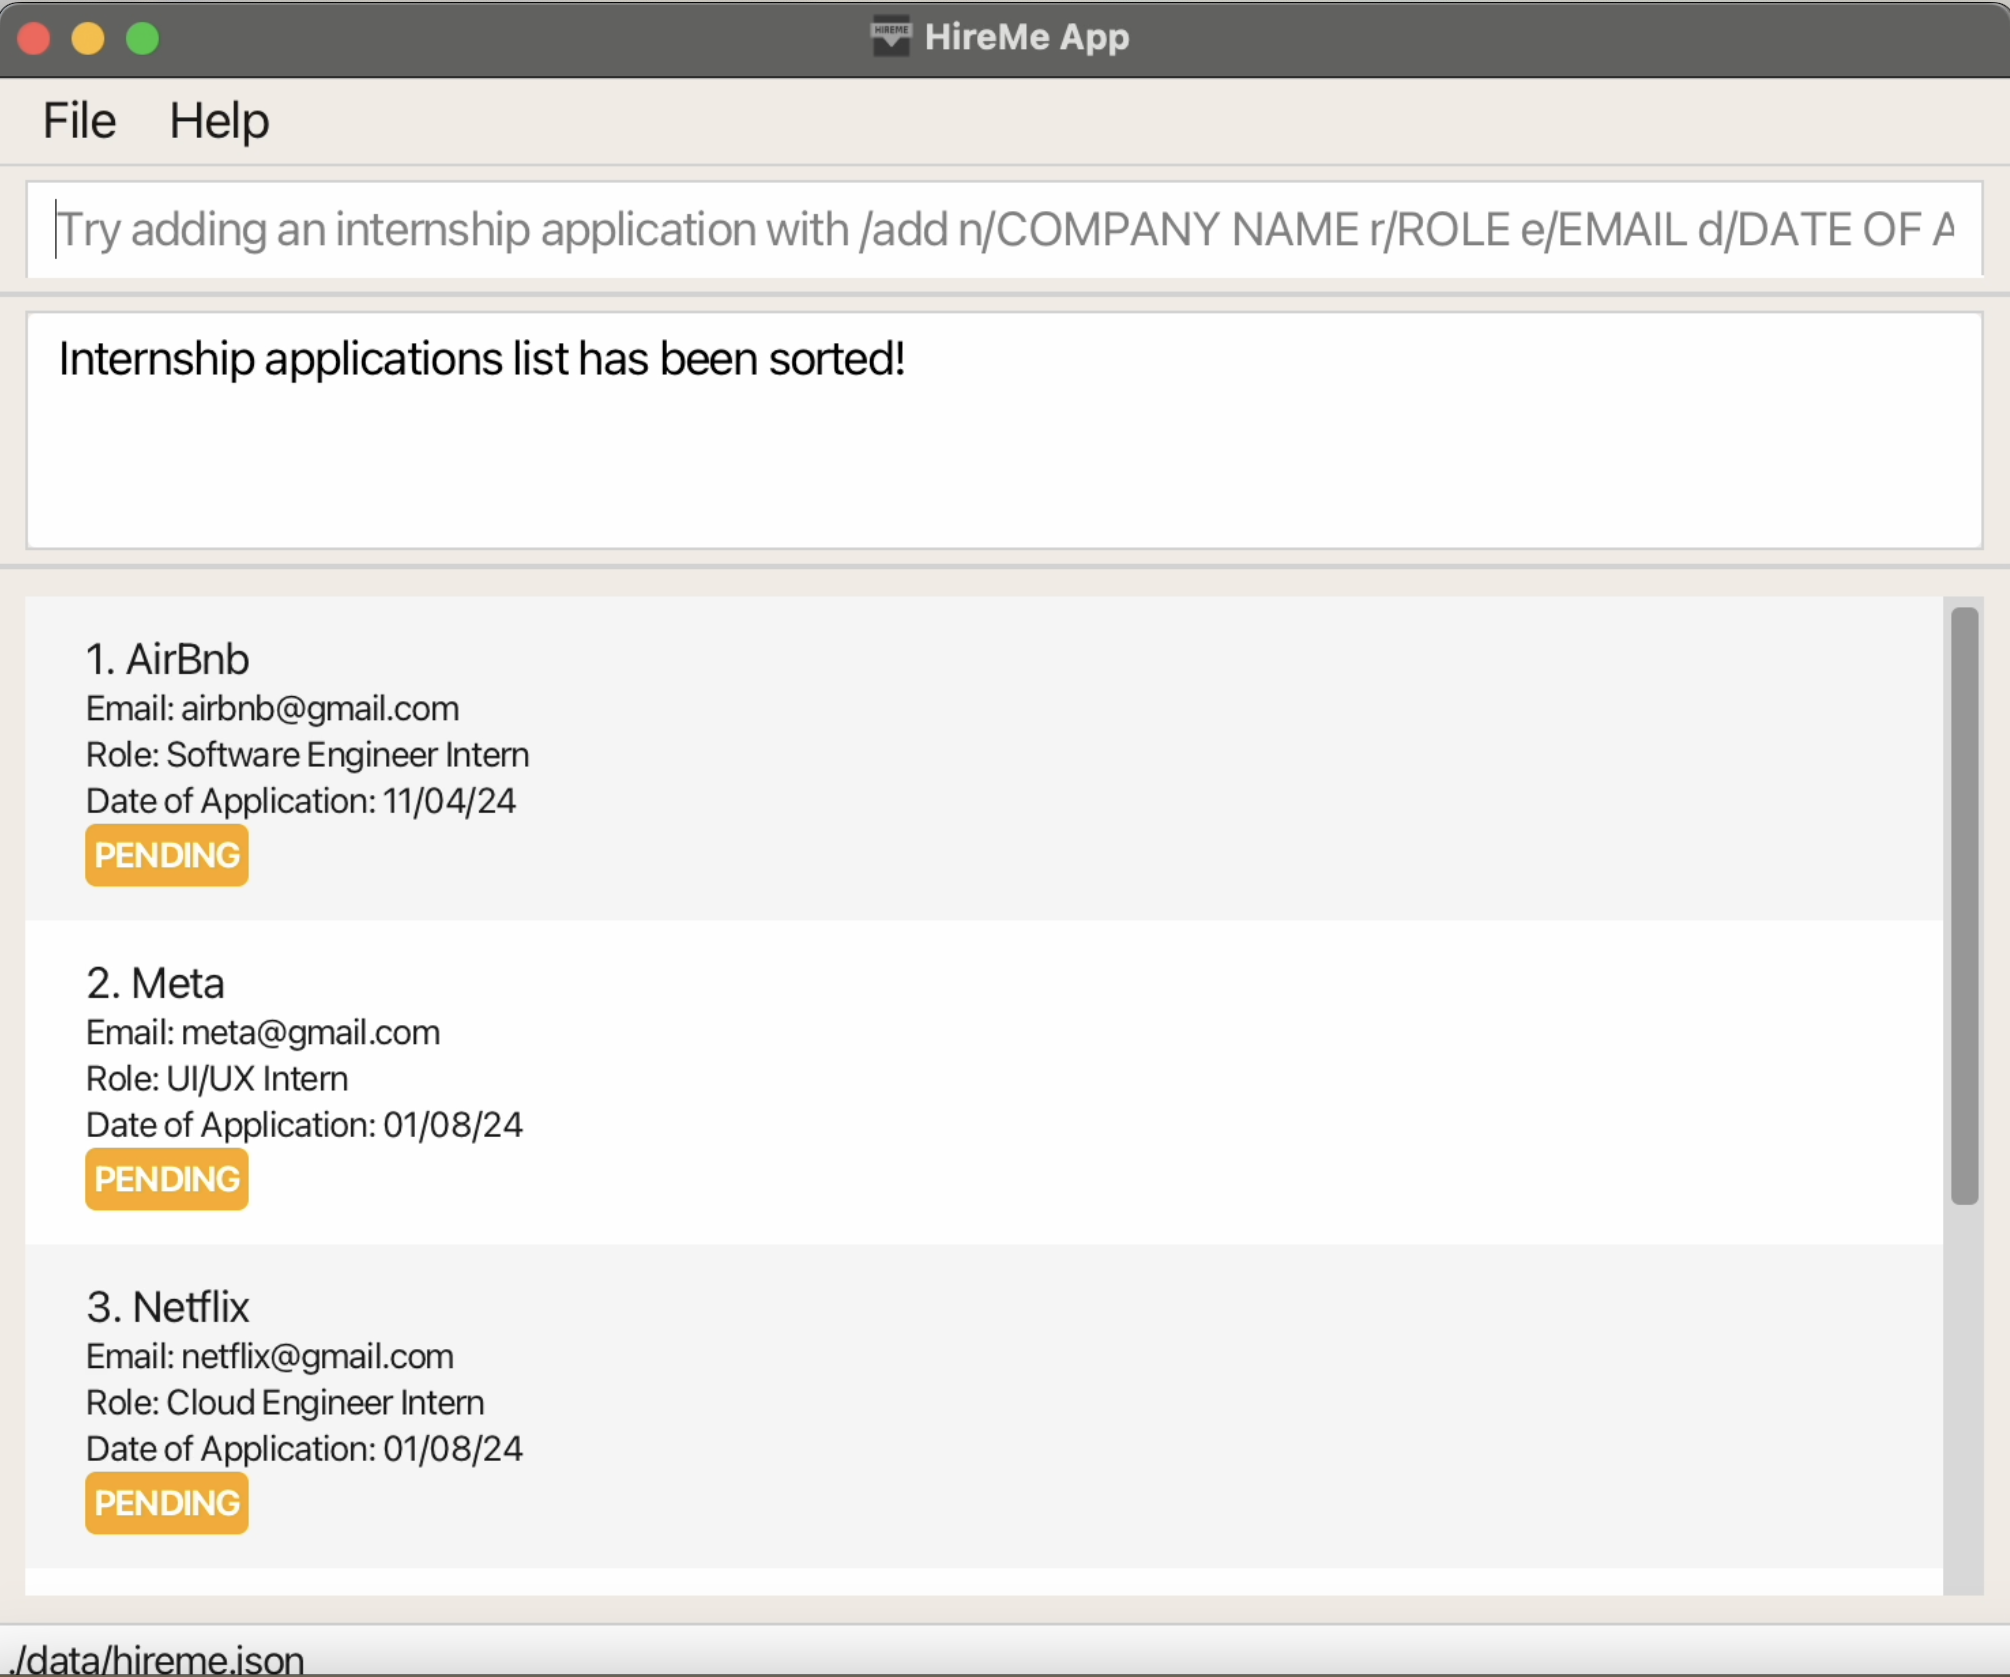 HIREME HireMe App
File Help
Try adding an internship application with /add n/COMPANY NAME r/ROLE e/EMAIL d/DATE OF A
Internship applications list has been sorted!
1. AirBnb
Email: airbnb@gmail.com
Role: Software Engineer Intern
Date of Application: 11/04/24
PENDING
2. Meta
Email: meta@gmail.com
Role: UI/UX Intern
Date of Application: 01/08/24
PENDING
3. Netflix
Email: netflix@gmail.com
Role: Cloud Engineer Intern
Date of Application: 01/08/24
PENDING
./data/hireme.json